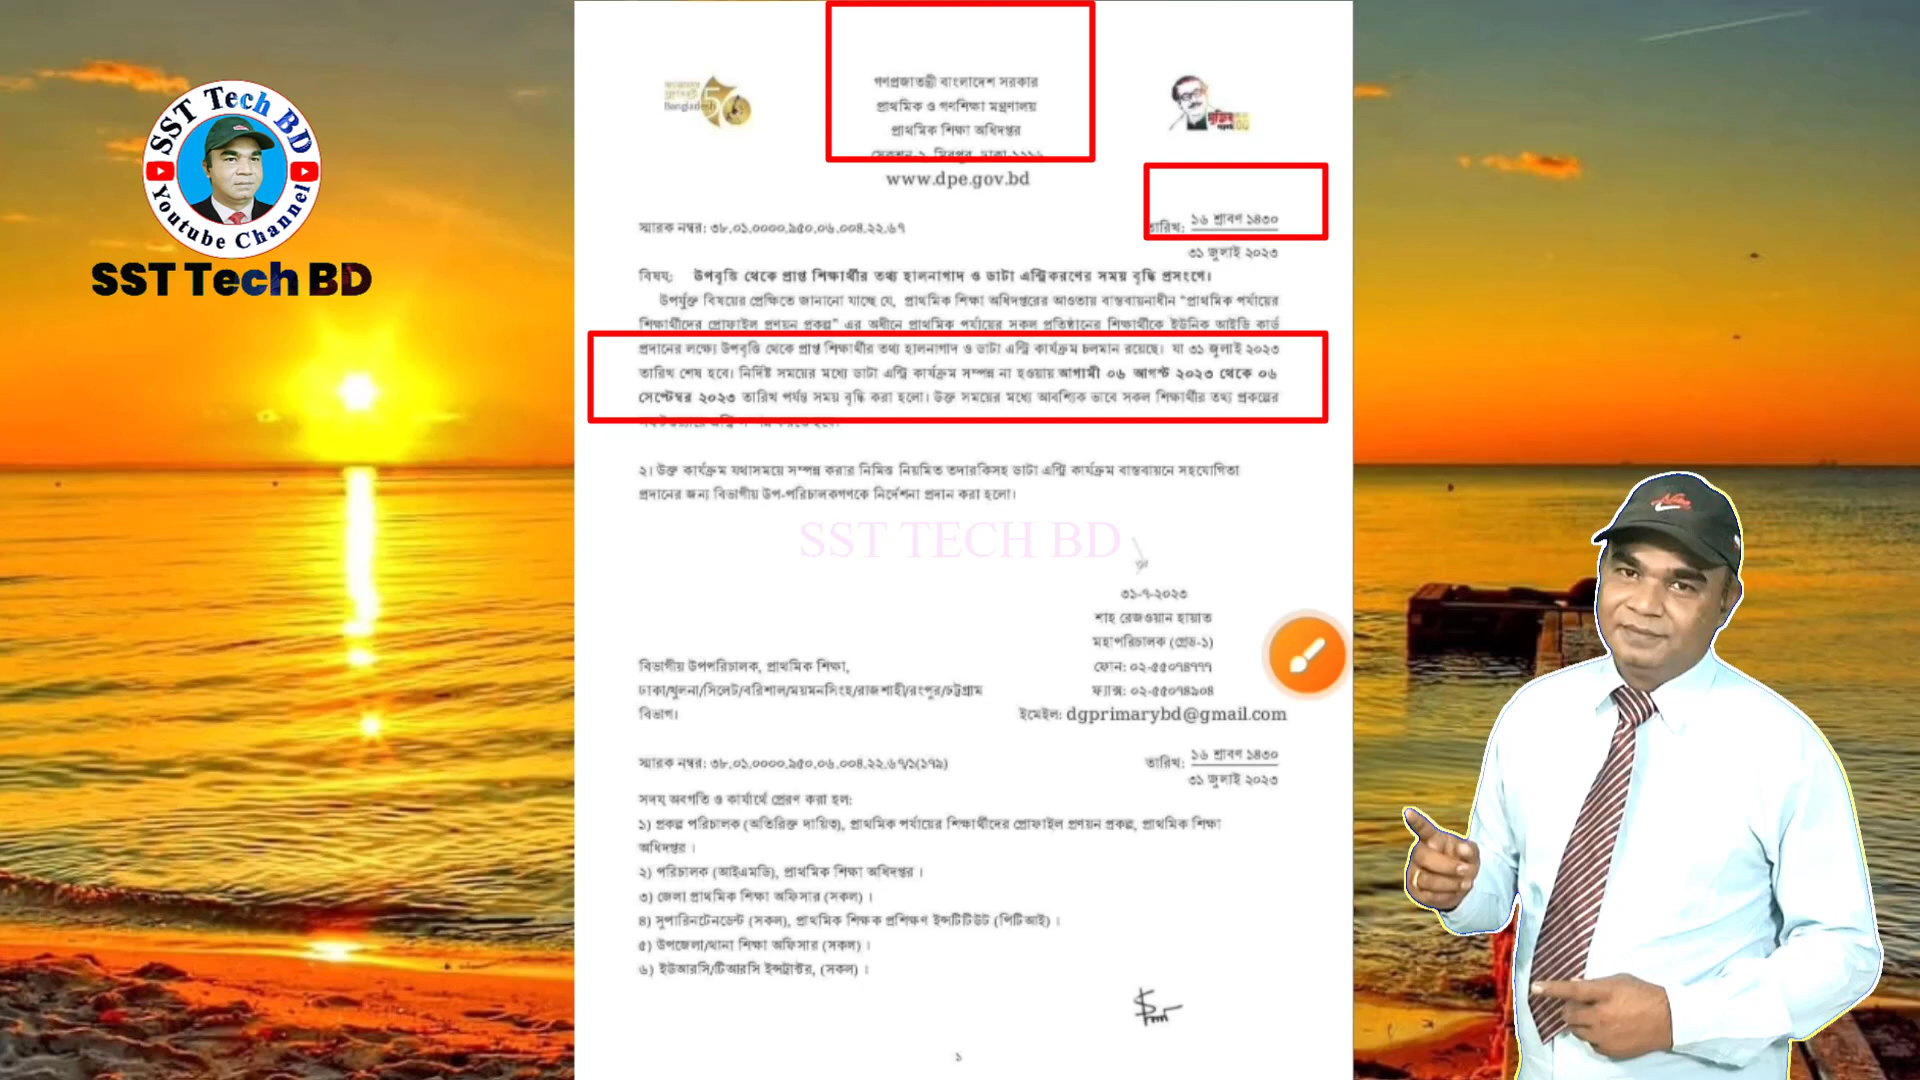 SST Tech BD
Youtube Channel
SST Tech BD
Bangladesh
50
গণপ্রজাতন্ত্রী বাংলাদেশ সরকার
প্রাথমিক ও গণশিক্ষা মন্ত্রণালয়
প্রাথমিক শিক্ষা অধিদপ্তর
সেকশন-২, মিরপুর, ঢাকা-১২১৬
www.dpe.gov.bd
স্মারক নম্বর: ৩৮.০১.০০০০.৯৫০.০৬.০০৪.২২.৬৭
তারিখ: ১৬ শ্রাবণ ১৪৩০
৩১ জুলাই ২০২৩
বিষয়: উপবৃত্তি থেকে প্রাপ্ত শিক্ষার্থীর তথ্য হালনাগাদ ও ডাটা এন্ট্রিকরণের সময় বৃদ্ধি প্রসংগে।
উপর্যুক্ত বিষয়ের প্রেক্ষিতে জানানো যাচ্ছে যে, প্রাথমিক শিক্ষা অধিদপ্তরের আওতায় বাস্তবায়নাধীন “প্রাথমিক পর্যায়ের
শিক্ষার্থীদের প্রোফাইল প্রণয়ন প্রকল্প” এর অধীনে প্রাথমিক পর্যায়ের সকল প্রতিষ্ঠানের শিক্ষার্থীকে ইউনিক আইডি কার্ড
প্রদানের লক্ষ্যে উপবৃত্তি থেকে প্রাপ্ত শিক্ষার্থীর তথ্য হালনাগাদ ও ডাটা এন্ট্রি কার্যক্রম চলমান রয়েছে। যা ৩১ জুলাই ২০২৩
তারিখ শেষ হবে। নির্দিষ্ট সময়ের মধ্যে ডাটা এন্ট্রি কার্যক্রম সম্পন্ন না হওয়ায় আগামী ০৬ আগস্ট ২০২৩ থেকে ০৬
সেপ্টেম্বর ২০২৩ তারিখ পর্যন্ত সময় বৃদ্ধি করা হলো। উক্ত সময়ের মধ্যে আবশ্যিক ভাবে সকল শিক্ষার্থীর তথ্য প্রকল্পের
২। উক্ত কার্যক্রম যথাসময়ে সম্পন্ন করার নিমিত্ত নিয়মিত তদারকিসহ ডাটা এন্ট্রি কার্যক্রম বাস্তবায়নে সহযোগিতা
প্রদানের জন্য বিভাগীয় উপ-পরিচালকগণকে নির্দেশনা প্রদান করা হলো।
SST TECH BD
৩১-৭-২০২৩
শাহ রেজওয়ান হায়াত
মহাপরিচালক (গ্রেড-১)
ফোন: ০২-৫৫০৭৪৭৭৭
ফ্যাক্স: ০২-৫৫০৭৪৯০৪
ইমেইল: dgprimarybd@gmail.com
বিভাগীয় উপপরিচালক, প্রাথমিক শিক্ষা,
ঢাকা/খুলনা/সিলেট/বরিশাল/ময়মনসিংহ/রাজশাহী/রংপুর/চট্টগ্রাম
বিভাগ।
স্মারক নম্বর: ৩৮.০১.০০০০.৯৫০.০৬.০০৪.২২.৬৭/১(১৭৯)
তারিখ: ১৬ শ্রাবণ ১৪৩০
৩১ জুলাই ২০২৩
সদয় অবগতি ও কার্যার্থে প্রেরণ করা হল:
১) প্রকল্প পরিচালক (অতিরিক্ত দায়িত্ব), প্রাথমিক পর্যায়ের শিক্ষার্থীদের প্রোফাইল প্রণয়ন প্রকল্প, প্রাথমিক শিক্ষা
অধিদপ্তর ।
২) পরিচালক (আইএমডি), প্রাথমিক শিক্ষা অধিদপ্তর ।
৩) জেলা প্রাথমিক শিক্ষা অফিসার (সকল) ।
৪) সুপারিনটেনডেন্ট (সকল), প্রাথমিক শিক্ষক প্রশিক্ষণ ইন্সটিটিউট (পিটিআই) ।
৫) উপজেলা/থানা শিক্ষা অফিসার (সকল) ।
৬) ইউআরসি/টিআরসি ইন্সট্রাক্টর, (সকল) ।
১